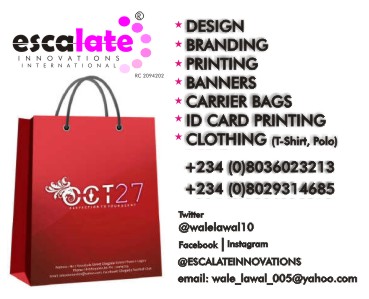 escalate®
INNOVATIONS
INTERNATIONAL
RC 2094202
* DESIGN
* BRANDING
* PRINTING
* BANNERS
* CARRIER BAGS
* ID CARD PRINTING
* CLOTHING (T-Shirt, Polo)
+234 (0)8036023213
+234 (0)8029314685
Twitter
@walelawal10
Facebook | Instagram
@ESCALATEINNOVATIONS
email: wale_lawal_005@yahoo.com
OCT27